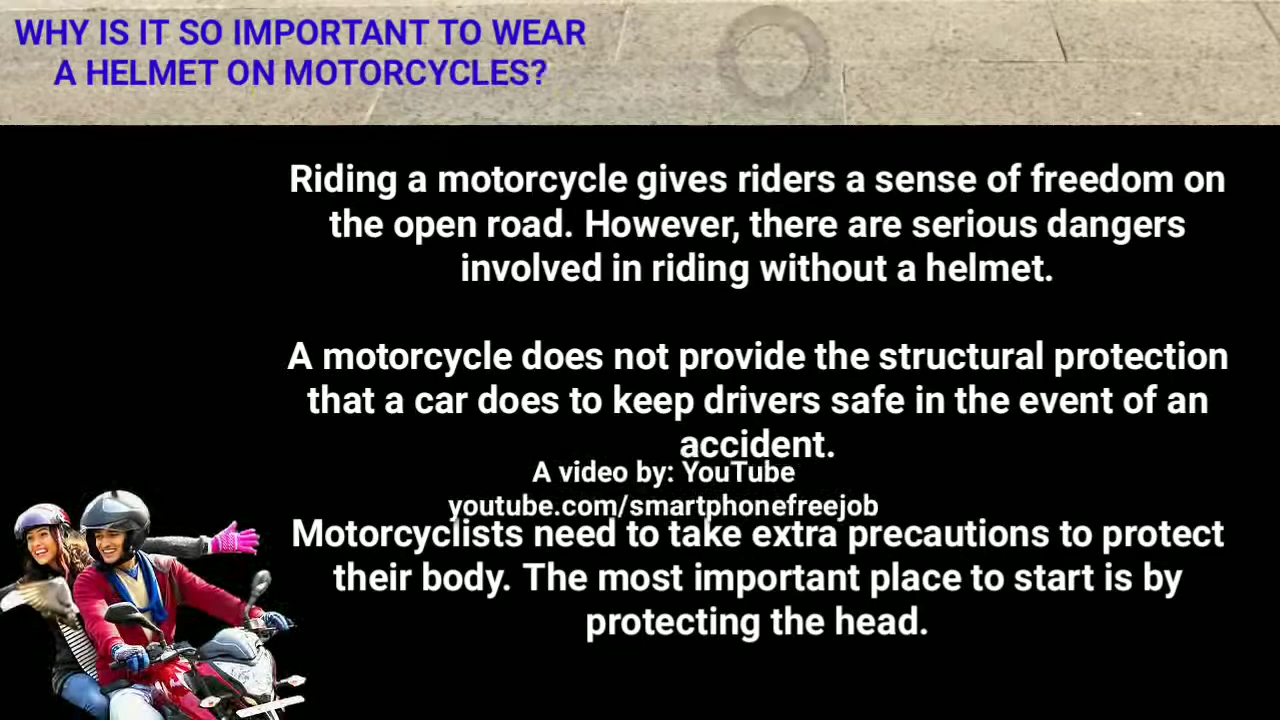 WHY IS IT SO IMPORTANT TO WEAR
A HELMET ON MOTORCYCLES?
Riding a motorcycle gives riders a sense of freedom on
the open road. However, there are serious dangers
involved in riding without a helmet.
A motorcycle does not provide the structural protection
that a car does to keep drivers safe in the event of an
accident.
A video by: YouTube
youtube.com/smartphonefreejob
Motorcyclists need to take extra precautions to protect
their body. The most important place to start is by
protecting the head.